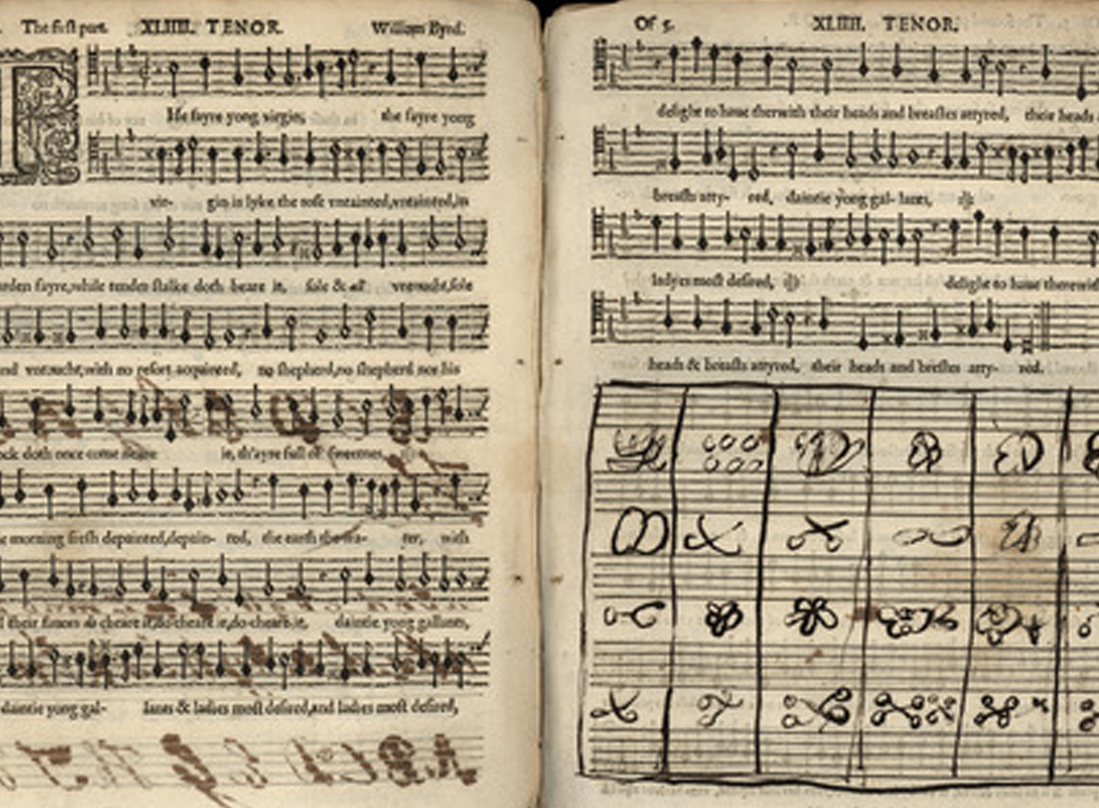 The first part. XLIIII. TENOR. William Byrd.
He fayre yong virgin, the fayre yong
vir- gin is lyke the rose vntainted, vntainted, in
arden fayre, while tender stalke doth beare it, sole & all vntoucht, sole
and vntoucht, with no resort acquainted, no shepherd, no shepherd nor his
ock doth once come neare ie, th'ayre full of sweetnes,
e morning fresh depainted, depain- ted, the earth the wa- ter, with
l their fauors do cheare it, do cheare it, do cheare it, daintie yong gallants,
daintie yong gal- lants & ladies most desired, and ladies most desired,
Of 5. XLIIII. TENOR.
delight to haue therwith their heads and breastes attyred, their heads
breasts atty- red, daintie yong gal- lants, ij
ladyes most desired, ij delight to haue therewith
heads & breasts attyred, their heads and brestes atty- red.